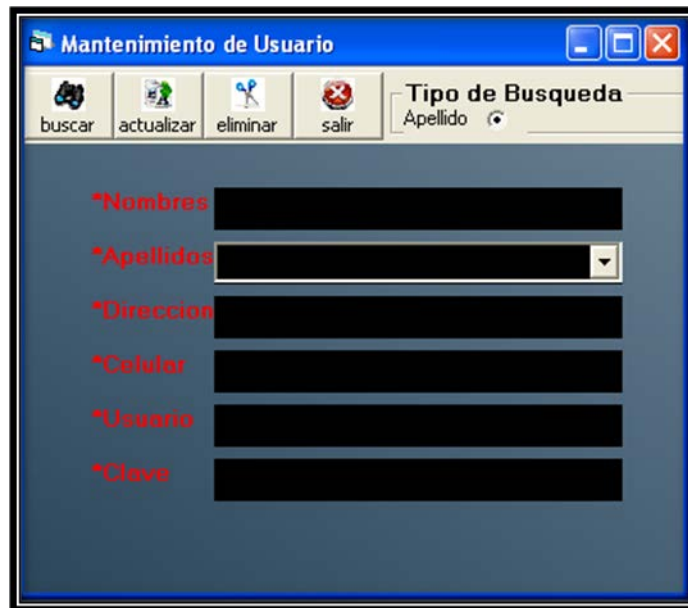 Mantenimiento de Usuario
buscar actualizar eliminar salir
Tipo de Busqueda
Apellido
*Nombres
*Apellidos
*Direccion
*Celular
*Usuario
*Clave